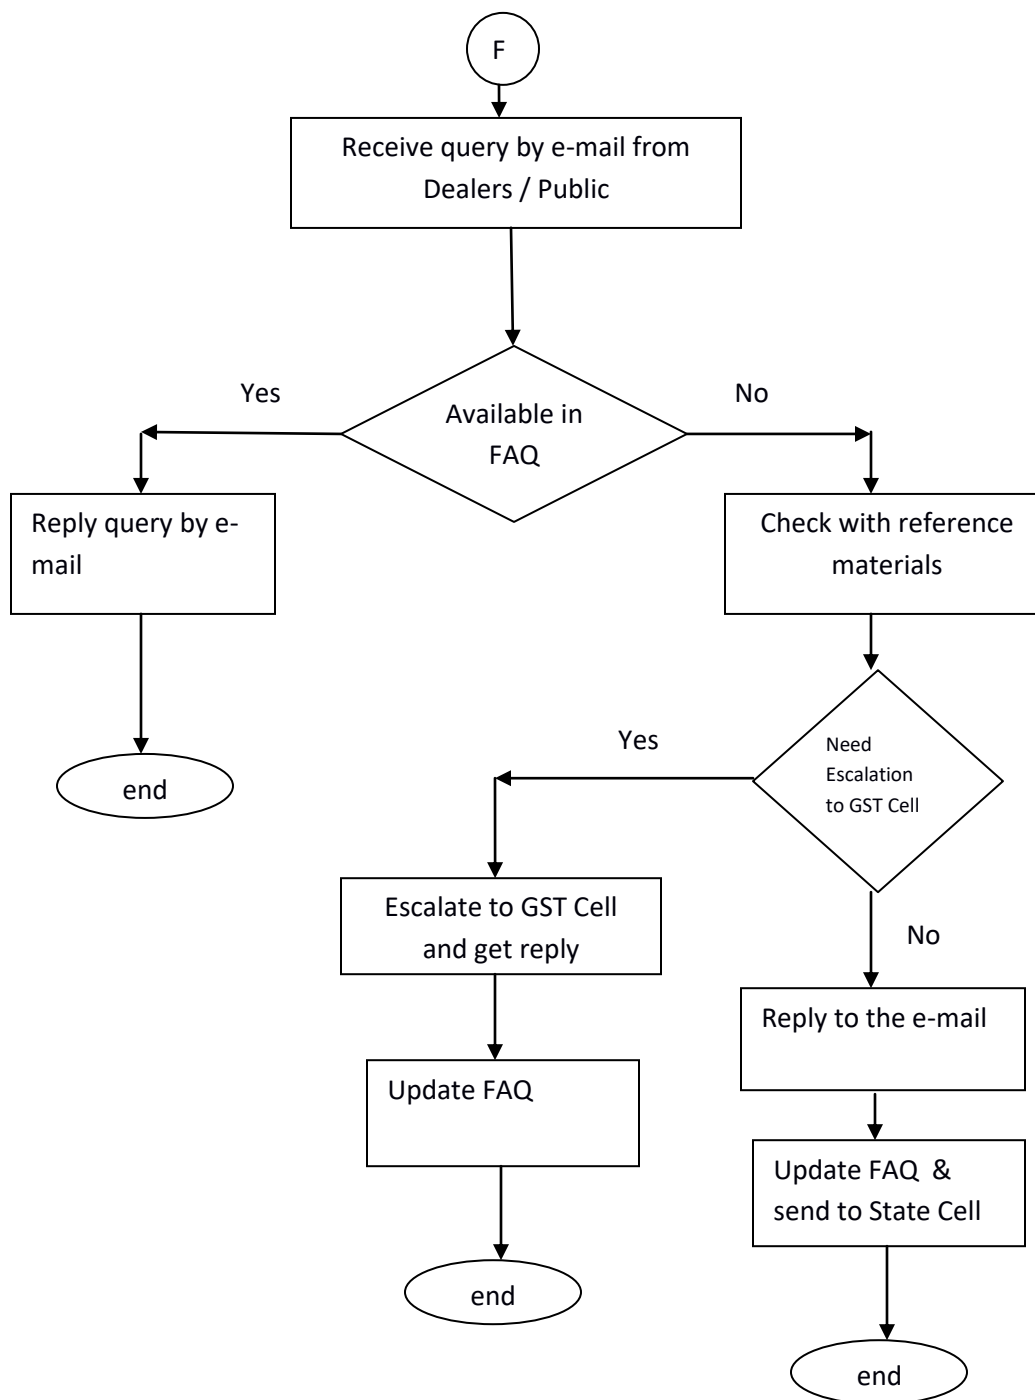 F
Receive query by e-mail from
Dealers / Public
Yes
No
Available in
FAQ
Reply query by e-
mail
Check with reference
materials
Yes
Need
Escalation
to GST Cell
end
Escalate to GST Cell
and get reply
No
Reply to the e-mail
Update FAQ
Update FAQ &
send to State Cell
end
end